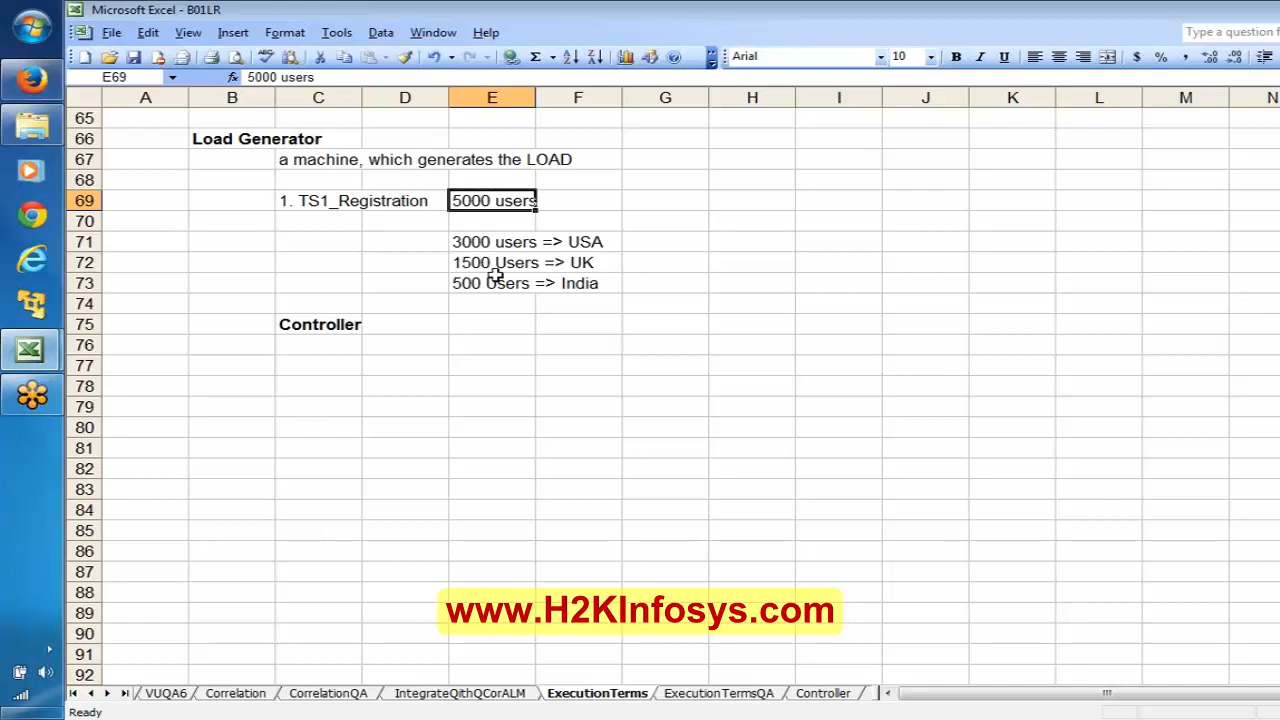 Microsoft Excel - B01LR
File Edit View Insert Format Tools Data Window Help
Type a question f
Arial 10 B I U $ %
E69 fx 5000 users
A B C D E F G H I J K L M N
65
66 Load Generator
67 a machine, which generates the LOAD
68
69 1. TS1_Registration 5000 users
70
71 3000 users => USA
72 1500 Users => UK
73 500 Users => India
74
75 Controller
76
77
78
79
80
81
82
83
84
85
86
87
88
www.H2KInfosys.com
89
90
91
92
VUQA6 Correlation CorrelationQA IntegrateQithQCorALM ExecutionTerms ExecutionTermsQA Controller
Ready